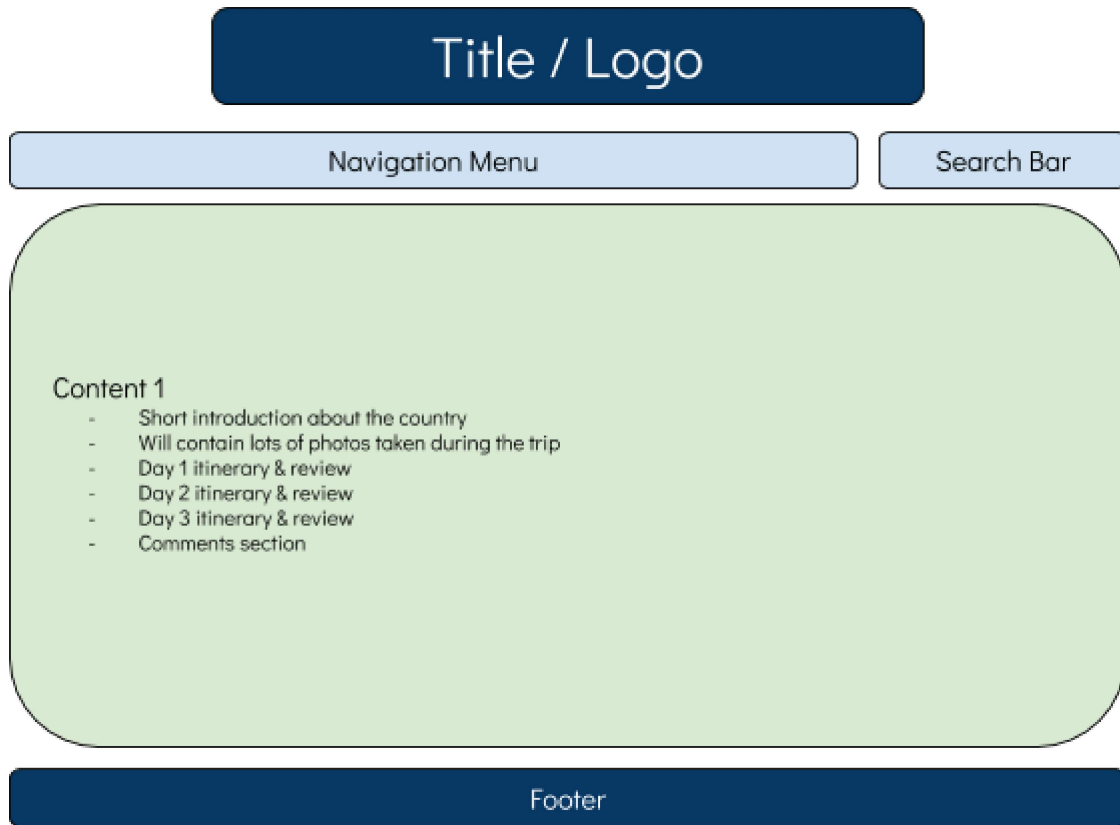 Title / Logo
Navigation Menu
Search Bar
Content 1
- Short introduction about the country
- Will contain lots of photos taken during the trip
- Day 1 itinerary & review
- Day 2 itinerary & review
- Day 3 itinerary & review
- Comments section
Footer